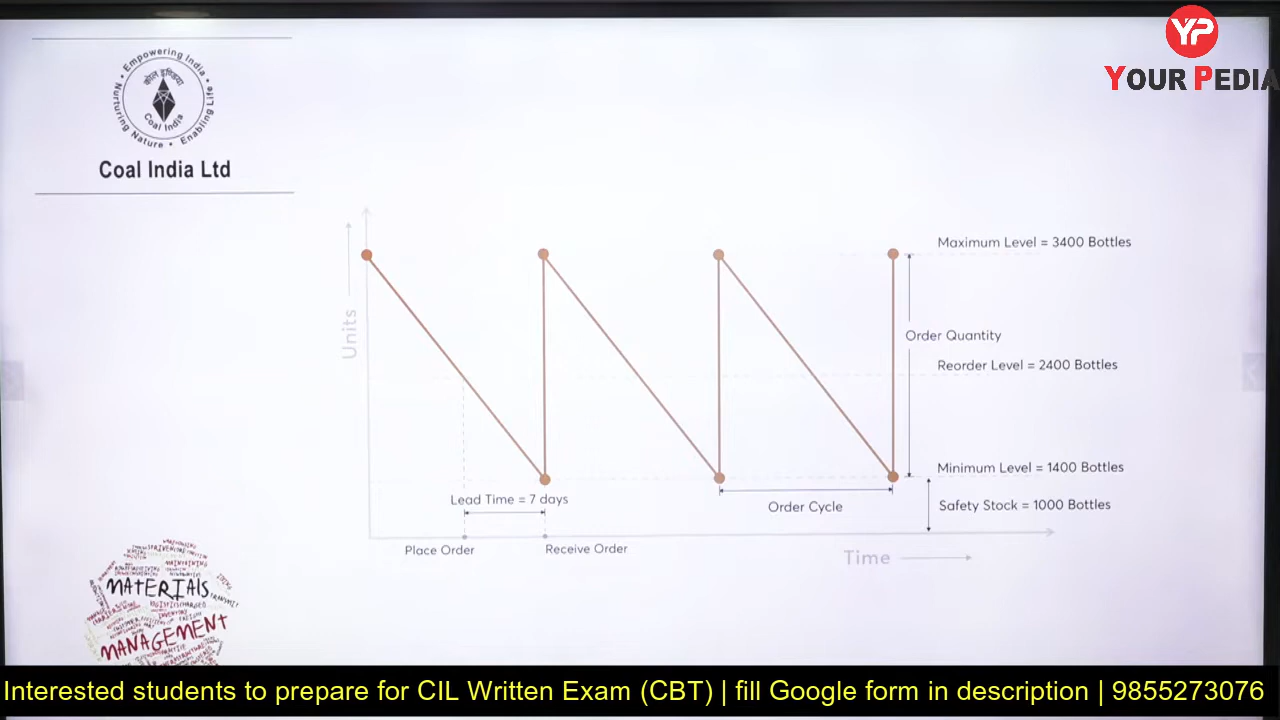 YP
YOUR PEDIA
Empowering India
Nurturing Nature • Enabling Life
कोल इण्डिया
Coal India
Coal India Ltd
Units
Maximum Level = 3400 Bottles
Order Quantity
Reorder Level = 2400 Bottles
Minimum Level = 1400 Bottles
Lead Time = 7 days
Order Cycle
Safety Stock = 1000 Bottles
Place Order
Receive Order
Time
MATERIALS
MANAGEMENT
Interested students to prepare for CIL Written Exam (CBT) | fill Google form in description | 9855273076